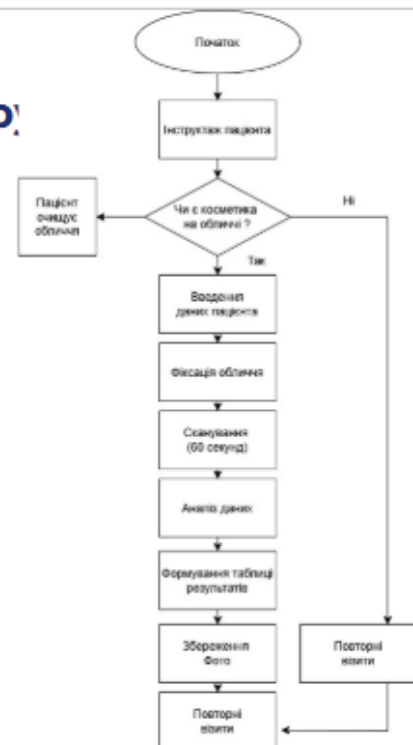 Початок
Інструктаж пацієнта
Чи є косметика
на обличчі ?
Ні
Пацієнт
очищує
обличчя
Так
Введення
даних пацієнта
Фіксація обличчя
Сканування
(60 секунд)
Аналіз даних
Формування таблиці
результатів
Збереження
Фото
Повторні
візити
Повторні
візити